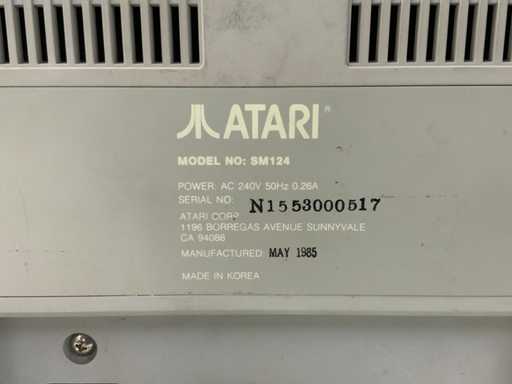 ATARI®
MODEL NO: SM124
POWER: AC 240V 50Hz 0.26A
SERIAL NO: N1553000517
ATARI CORP.
1196 BORREGAS AVENUE SUNNYVALE
CA 94088
MANUFACTURED: MAY 1985
MADE IN KOREA